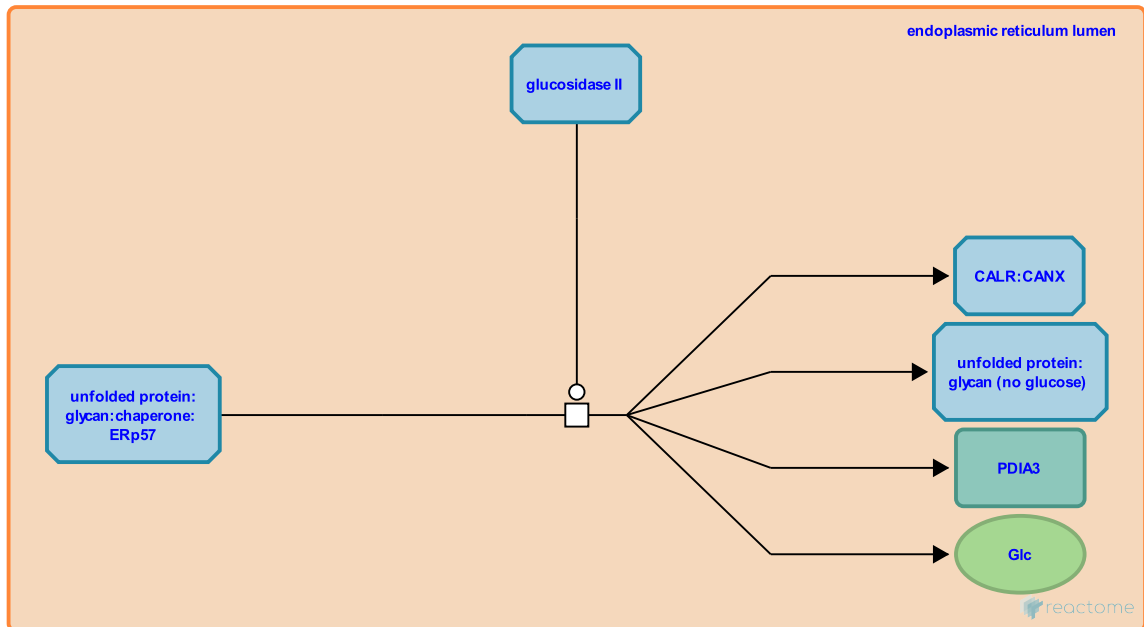 endoplasmic reticulum lumen
glucosidase II
CALR:CANX
unfolded protein:
glycan (no glucose)
unfolded protein:
glycan:chaperone:
ERp57
PDIA3
Glc
reactome